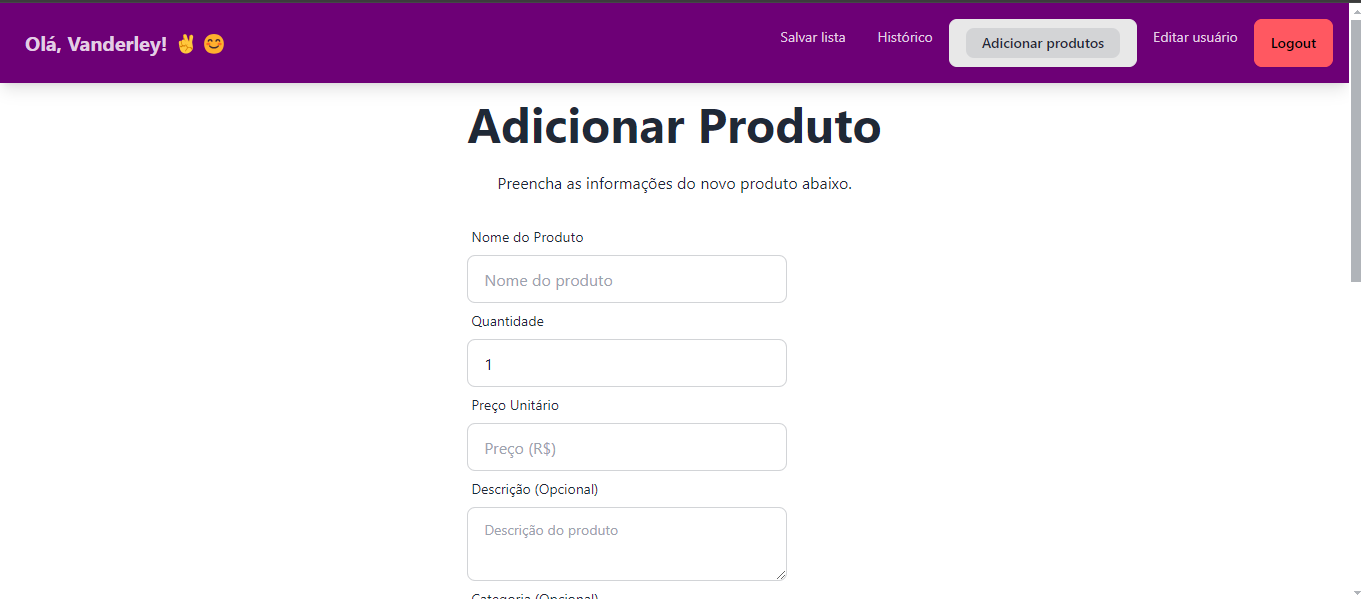 Olá, Vanderley! ✌️ 😊
Salvar lista
Histórico
Adicionar produtos
Editar usuário
Logout
Adicionar Produto
Preencha as informações do novo produto abaixo.
Nome do Produto
Nome do produto
Quantidade
1
Preço Unitário
Preço (R$)
Descrição (Opcional)
Descrição do produto
Categoria (Opcional)